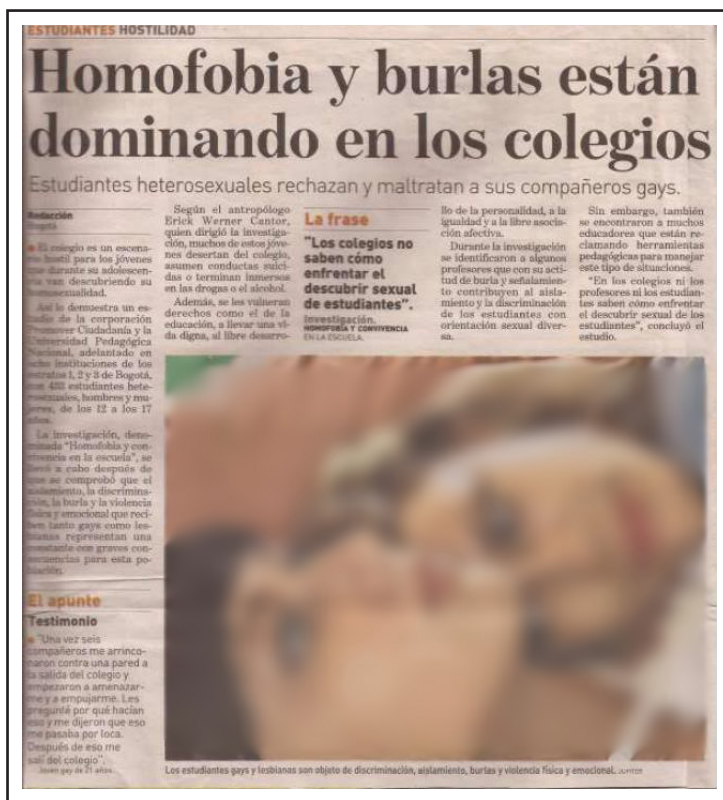 ESTUDIANTES HOSTILIDAD
Homofobia y burlas están
dominando en los colegios
Estudiantes heterosexuales rechazan y maltratan a sus compañeros gays.
Redacción
Bogotá
El colegio es un escena-
rio hostil para los jóvenes
que durante su adolescen-
cia van descubriendo su
homosexualidad.
Así lo demuestra un es-
tudio de la corporación
Promover Ciudadanía y la
Universidad Pedagógica
Nacional, adelantado en
ocho instituciones de los
estratos 1, 2 y 3 de Bogotá,
con 432 estudiantes hete-
rosexuales, hombres y mu-
jeres, de los 12 a los 17
años.
La investigación, deno-
minada "Homofobia y con-
vivencia en la escuela", se
llevó a cabo después de
que se comprobó que el
aislamiento, la discrimina-
ción, la burla y la violencia
física y emocional que reci-
ben tanto gays como les-
bianas representan una
constante con graves con-
secuencias para esta po-
blación.
El apunte
Testimonio
"Una vez seis
compañeros me arrinco-
naron contra una pared a
la salida del colegio y
empezaron a amenazar-
me y a empujarme. Les
pregunté por qué hacían
eso y me dijeron que eso
me pasaba por loca.
Después de eso me
salí del colegio".
Joven gay de 21 años.
Según el antropólogo
Erick Werner Cantor,
quien dirigió la investiga-
ción, muchos de estos jóve-
nes desertan del colegio,
asumen conductas suici-
das o terminan inmersos
en las drogas o el alcohol.
Además, se les vulneran
derechos como el de la
educación, a llevar una vi-
da digna, al libre desarro-
La frase
"Los colegios no
saben cómo
enfrentar el
descubrir sexual
de estudiantes".
Investigación.
HOMOFOBIA Y CONVIVENCIA
EN LA ESCUELA.
llo de la personalidad, a la
igualdad y a la libre asocia-
ción afectiva.
Durante la investigación
se identificaron a algunos
profesores que con su acti-
tud de burla y señalamien-
to contribuyen al aisla-
miento y la discriminación
de los estudiantes con
orientación sexual diver-
sa.
Sin embargo, también
se encontraron a muchos
educadores que están re-
clamando herramientas
pedagógicas para manejar
este tipo de situaciones.
"En los colegios ni los
profesores ni los estudian-
tes saben cómo enfrentar
el descubrir sexual de los
estudiantes", concluyó el
estudio.
Los estudiantes gays y lesbianas son objeto de discriminación, aislamiento, burlas y violencia física y emocional.